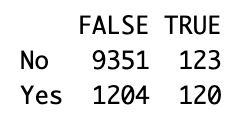 FALSE TRUE
No 9351 123
Yes 1204 120